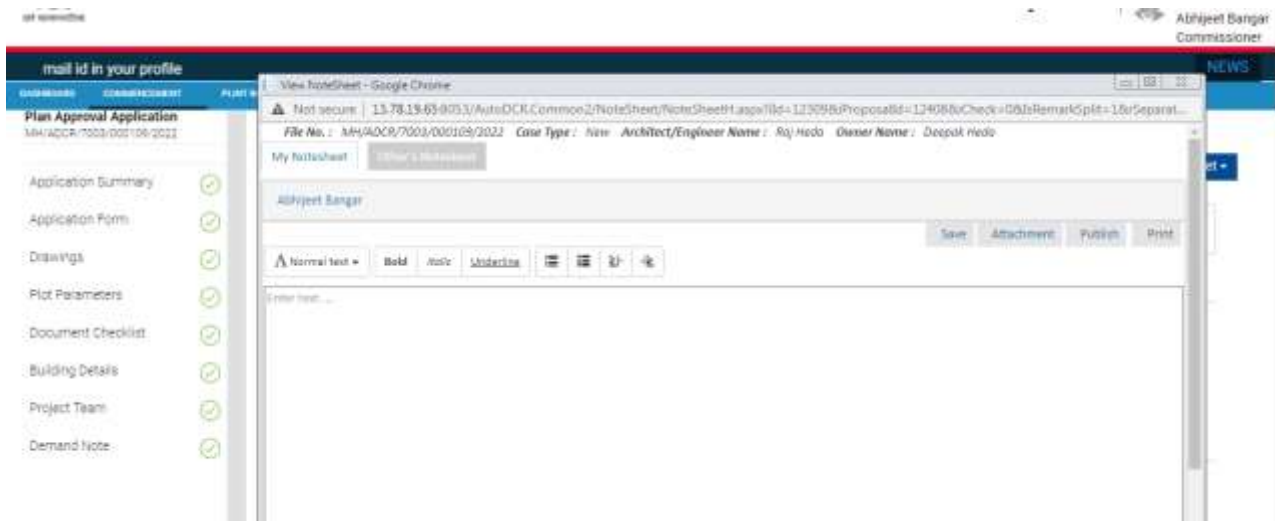 Abhijeet Bangar
Commissioner
mail id in your profile
NEWS
DASHBOARD COMMENCEMENT
Plan Approval Application
MH/ADCR/7003/000109/2022
Application Summary
Application Form
Drawings
Plot Parameters
Document Checklist
Building Details
Project Team
Demand Note
View NoteSheet - Google Chrome
Not secure
File No. : MH/ADCR/7003/000109/2022 Case Type : New Architect/Engineer Name : Raj Heda Owner Name : Deepak Heda
My Notesheet Other's Notesheet
Abhijeet Bangar
Save Attachment Publish Print
A Normal text Bold Italic Underline
Enter text ...